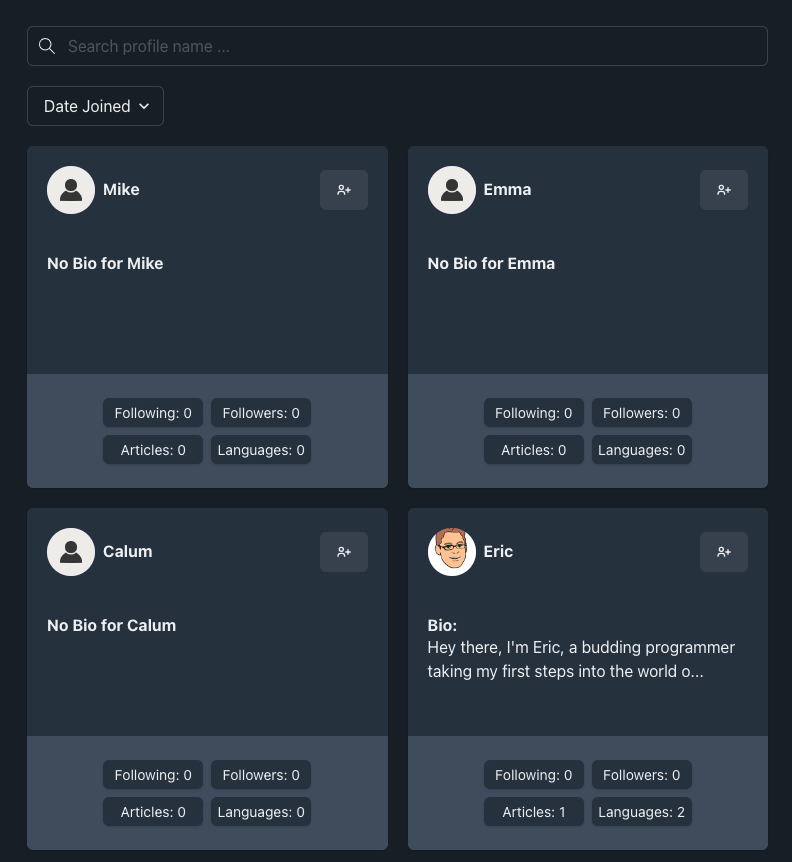 Search profile name ...
Date Joined
Mike
No Bio for Mike
Following: 0 Followers: 0
Articles: 0 Languages: 0
Emma
No Bio for Emma
Following: 0 Followers: 0
Articles: 0 Languages: 0
Calum
No Bio for Calum
Following: 0 Followers: 0
Articles: 0 Languages: 0
Eric
Bio:
Hey there, I'm Eric, a budding programmer
taking my first steps into the world o...
Following: 0 Followers: 0
Articles: 1 Languages: 2